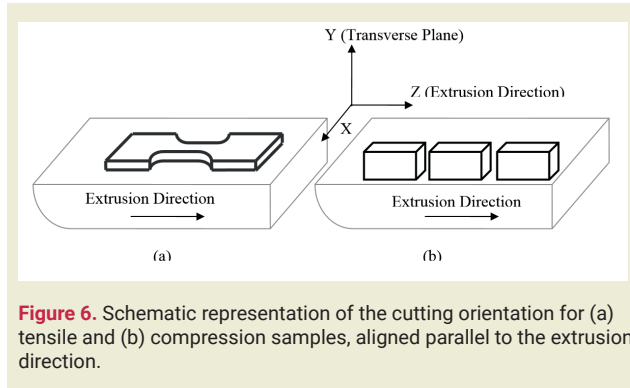 Y (Transverse Plane)
Z (Extrusion Direction)
X
Extrusion Direction
Extrusion Direction
(a)
(b)
Figure 6. Schematic representation of the cutting orientation for (a)
tensile and (b) compression samples, aligned parallel to the extrusion
direction.